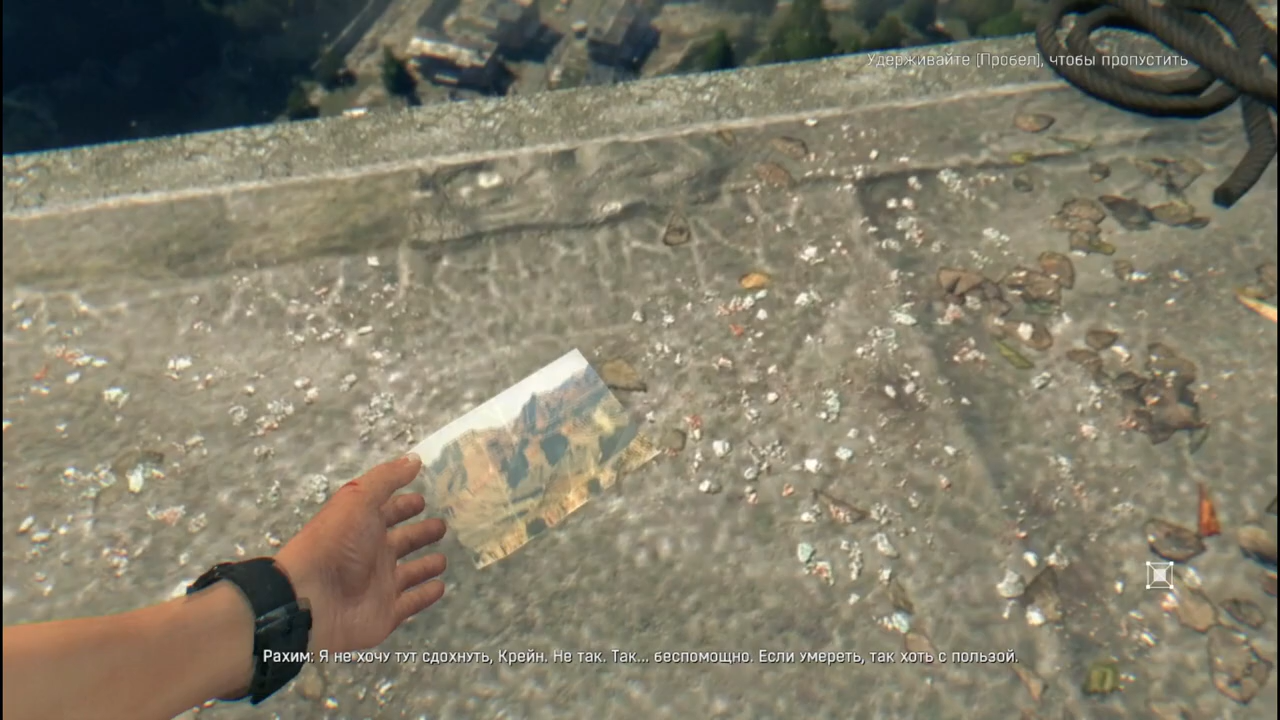 Удерживайте [Пробел], чтобы пропустить
Рахим: Я не хочу тут сдохнуть, Крейн. Не так. Так... беспомощно. Если умереть, так хоть с пользой.